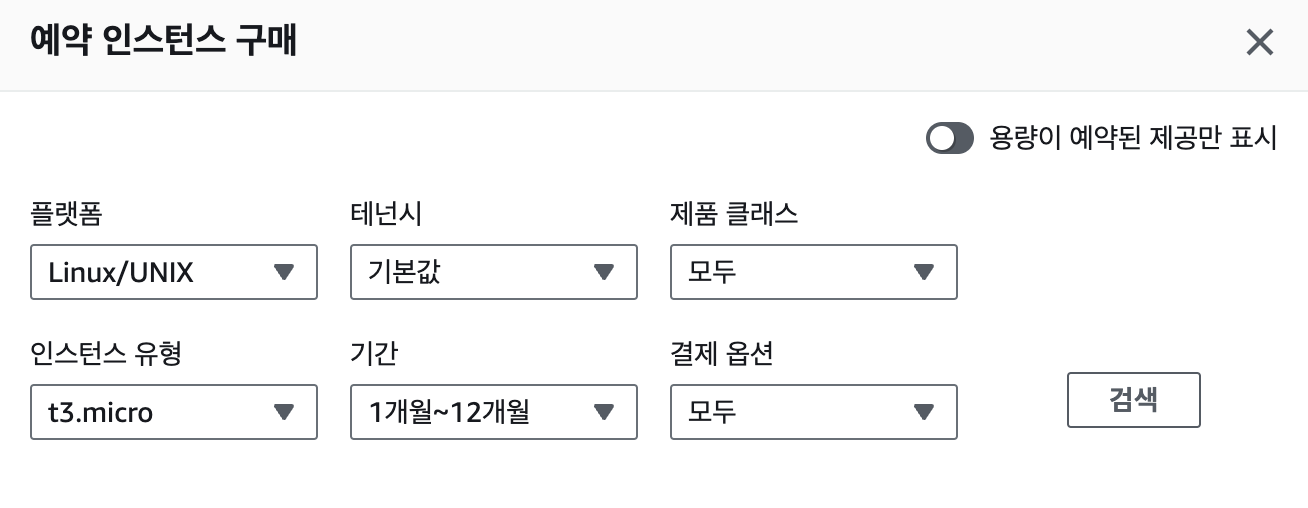 예약 인스턴스 구매
용량이 예약된 제공만 표시
플랫폼 테넌시 제품 클래스
Linux/UNIX 기본값 모두
인스턴스 유형 기간 결제 옵션
t3.micro 1개월~12개월 모두 검색